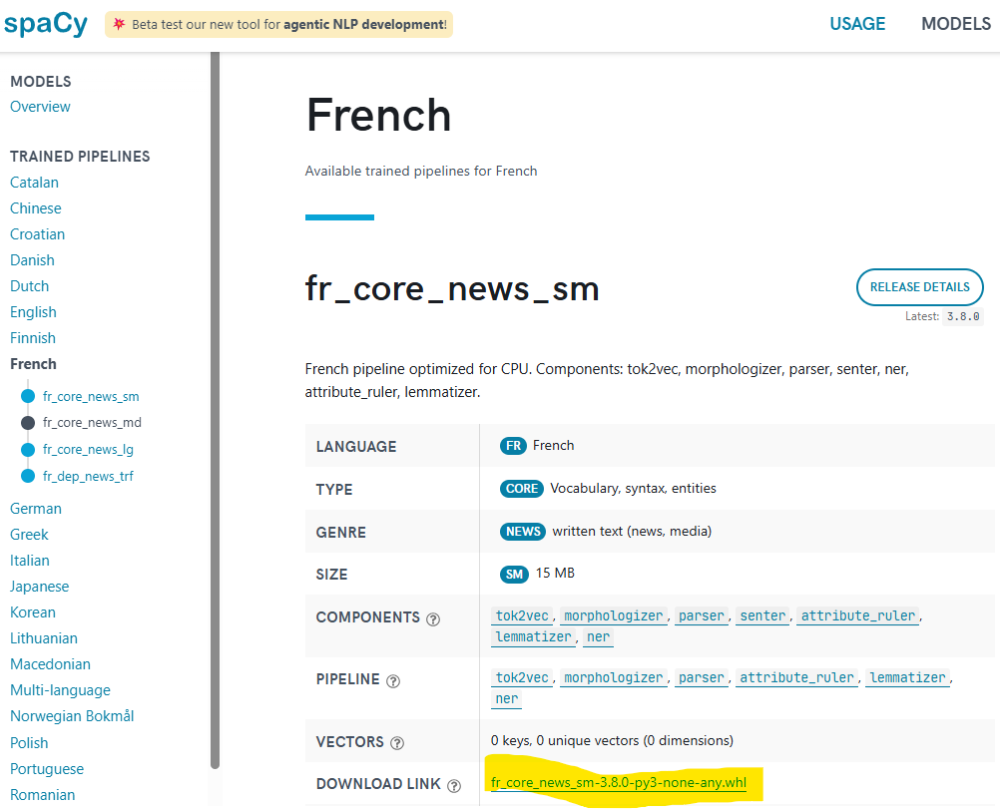 spaCy
Beta test our new tool for agentic NLP development!
USAGE
MODELS
MODELS
Overview
TRAINED PIPELINES
Catalan
Chinese
Croatian
Danish
Dutch
English
Finnish
French
fr_core_news_sm
fr_core_news_md
fr_core_news_lg
fr_dep_news_trf
German
Greek
Italian
Japanese
Korean
Lithuanian
Macedonian
Multi-language
Norwegian Bokmål
Polish
Portuguese
Romanian
French
Available trained pipelines for French
fr_core_news_sm
RELEASE DETAILS
Latest: 3.8.0
French pipeline optimized for CPU. Components: tok2vec, morphologizer, parser, senter, ner,
attribute_ruler, lemmatizer.
LANGUAGE FR French
TYPE CORE Vocabulary, syntax, entities
GENRE NEWS written text (news, media)
SIZE SM 15 MB
COMPONENTS ? tok2vec, morphologizer, parser, senter, attribute_ruler,
lemmatizer, ner
PIPELINE ? tok2vec, morphologizer, parser, attribute_ruler, lemmatizer,
ner
VECTORS ? 0 keys, 0 unique vectors (0 dimensions)
DOWNLOAD LINK ? fr_core_news_sm-3.8.0-py3-none-any.whl